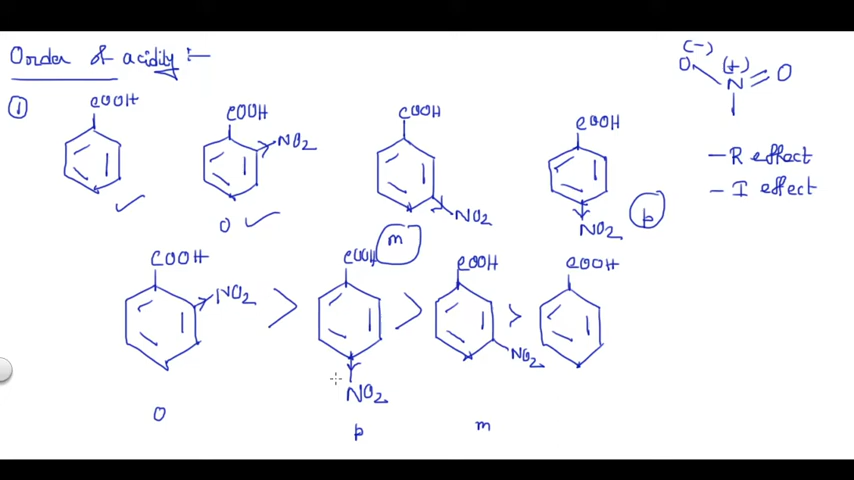 Order of acidity :-
(-)
O (+) N O
① COOH COOH NO2 COOH NO2 COOH NO2
- R effect
- I effect
o m p
COOH NO2 > COOH NO2 > COOH NO2 > COOH
o p m